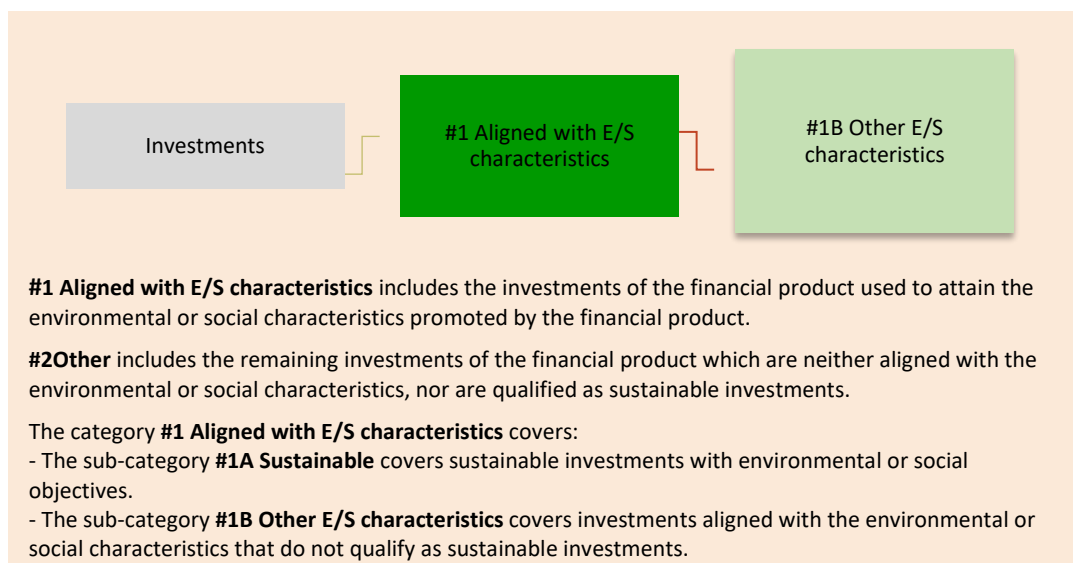 Investments
#1 Aligned with E/S
characteristics
#1B Other E/S
characteristics
#1 Aligned with E/S characteristics includes the investments of the financial product used to attain the
environmental or social characteristics promoted by the financial product.
#2Other includes the remaining investments of the financial product which are neither aligned with the
environmental or social characteristics, nor are qualified as sustainable investments.
The category #1 Aligned with E/S characteristics covers:
- The sub-category #1A Sustainable covers sustainable investments with environmental or social
objectives.
- The sub-category #1B Other E/S characteristics covers investments aligned with the environmental or
social characteristics that do not qualify as sustainable investments.